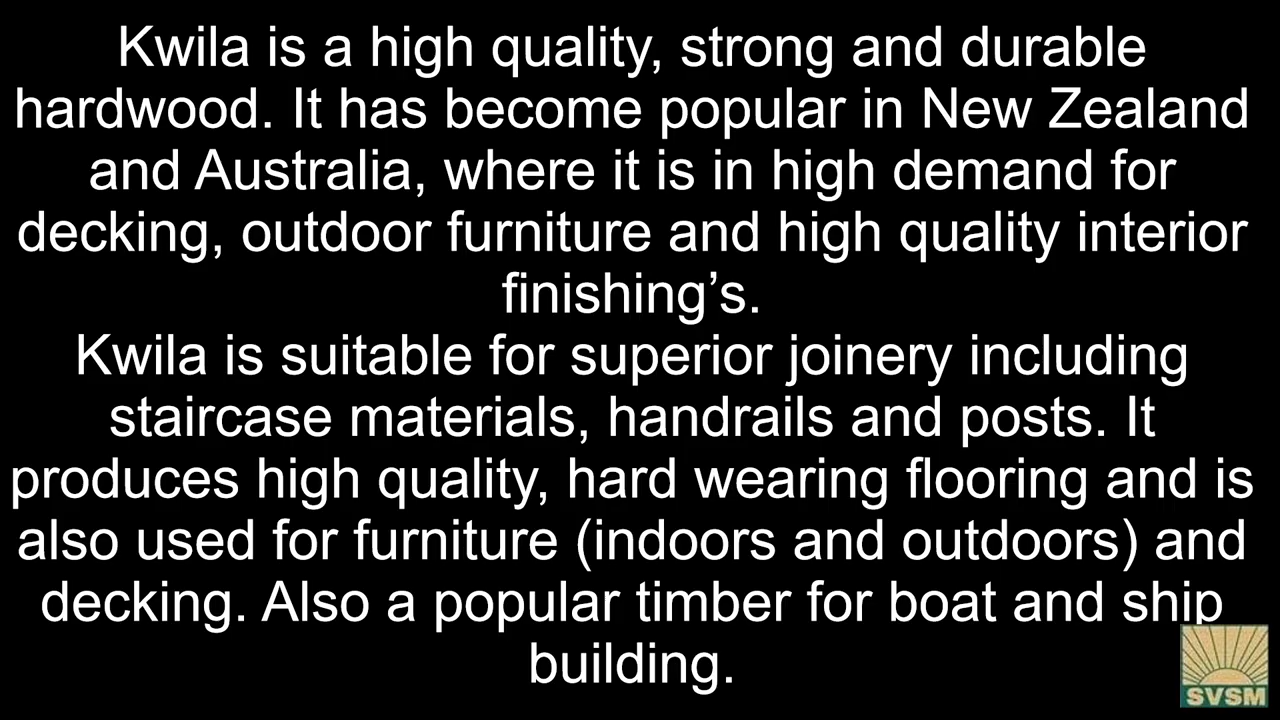 Kwila is a high quality, strong and durable
hardwood. It has become popular in New Zealand
and Australia, where it is in high demand for
decking, outdoor furniture and high quality interior
finishing’s.
Kwila is suitable for superior joinery including
staircase materials, handrails and posts. It
produces high quality, hard wearing flooring and is
also used for furniture (indoors and outdoors) and
decking. Also a popular timber for boat and ship
building.
SVSM